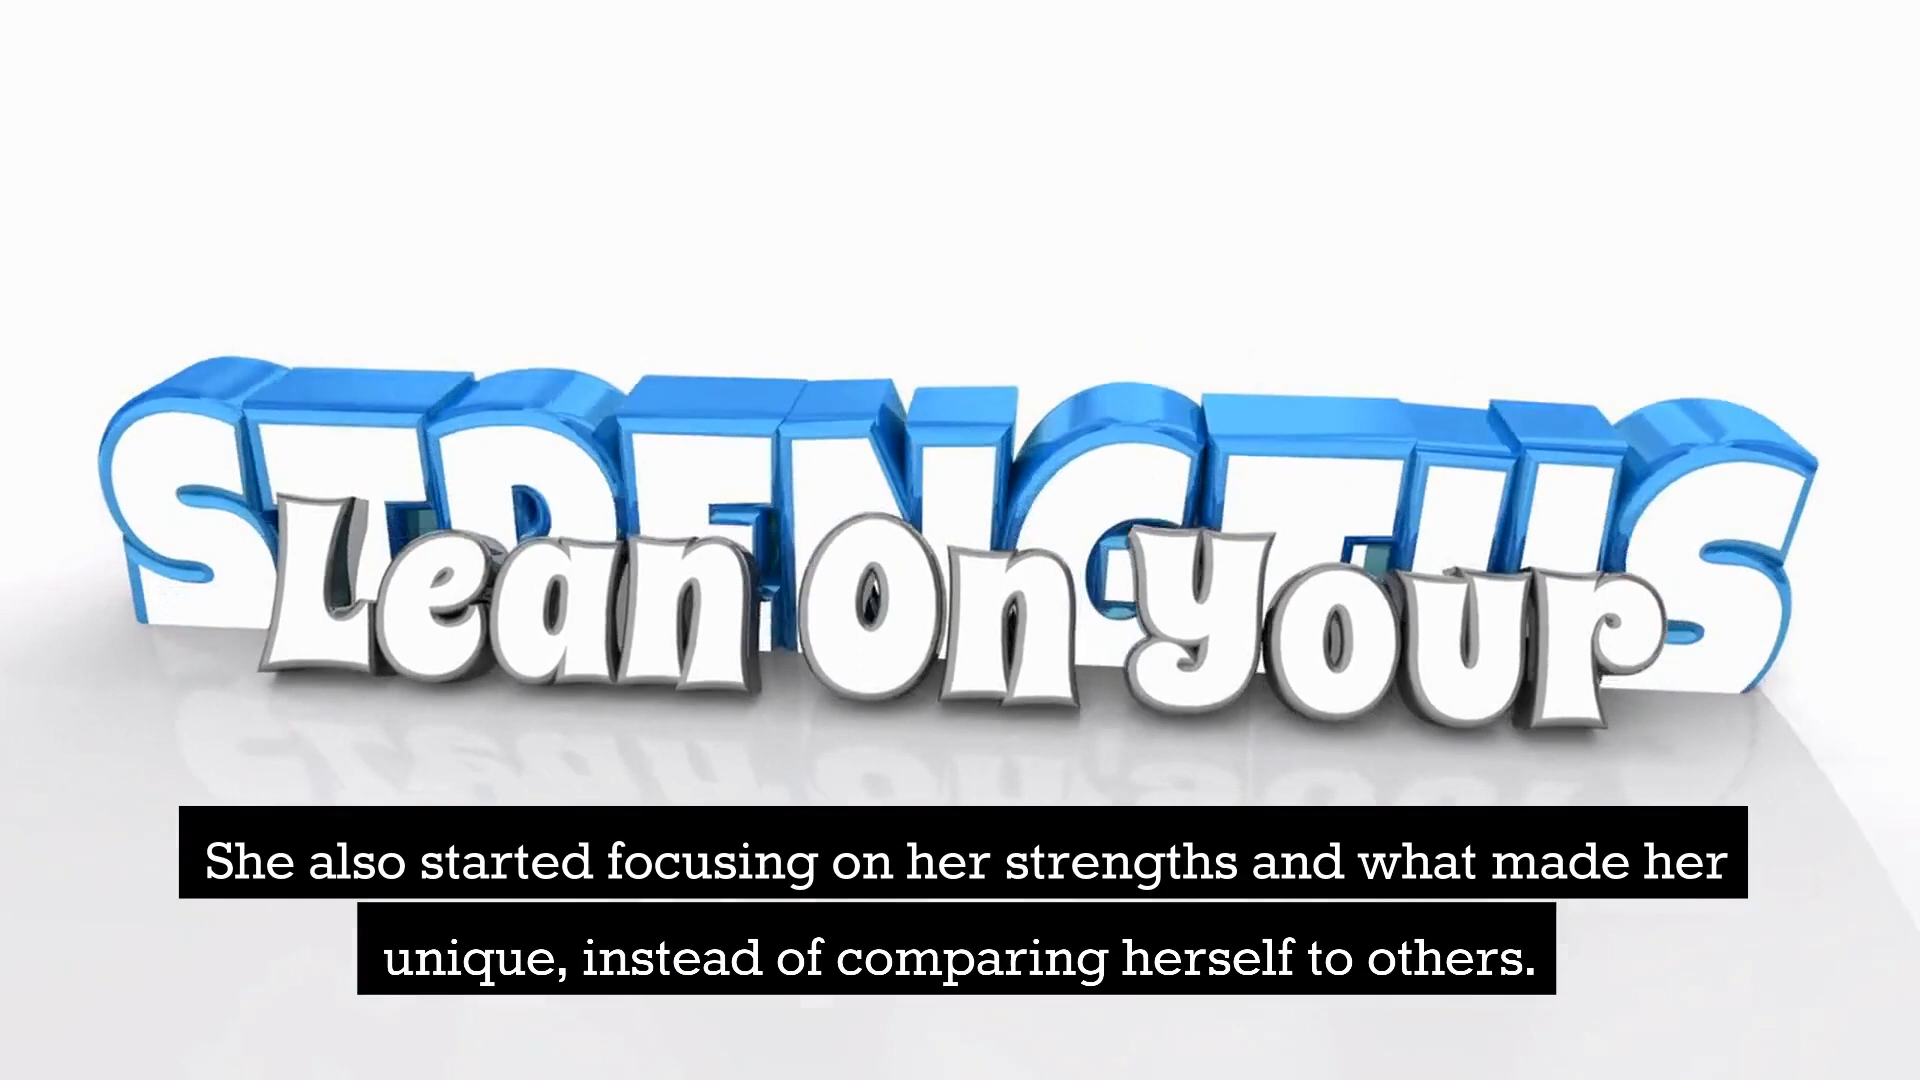 STRENGTHS
Lean On Your
She also started focusing on her strengths and what made her
unique, instead of comparing herself to others.